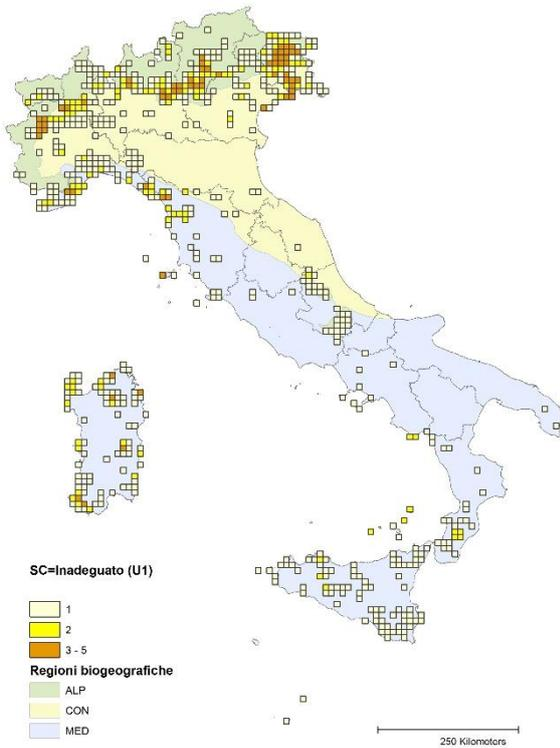 SC=Inadeguato (U1)
1
2
3 - 5
Regioni biogeografiche
ALP
CON
MED
250 Kilometers